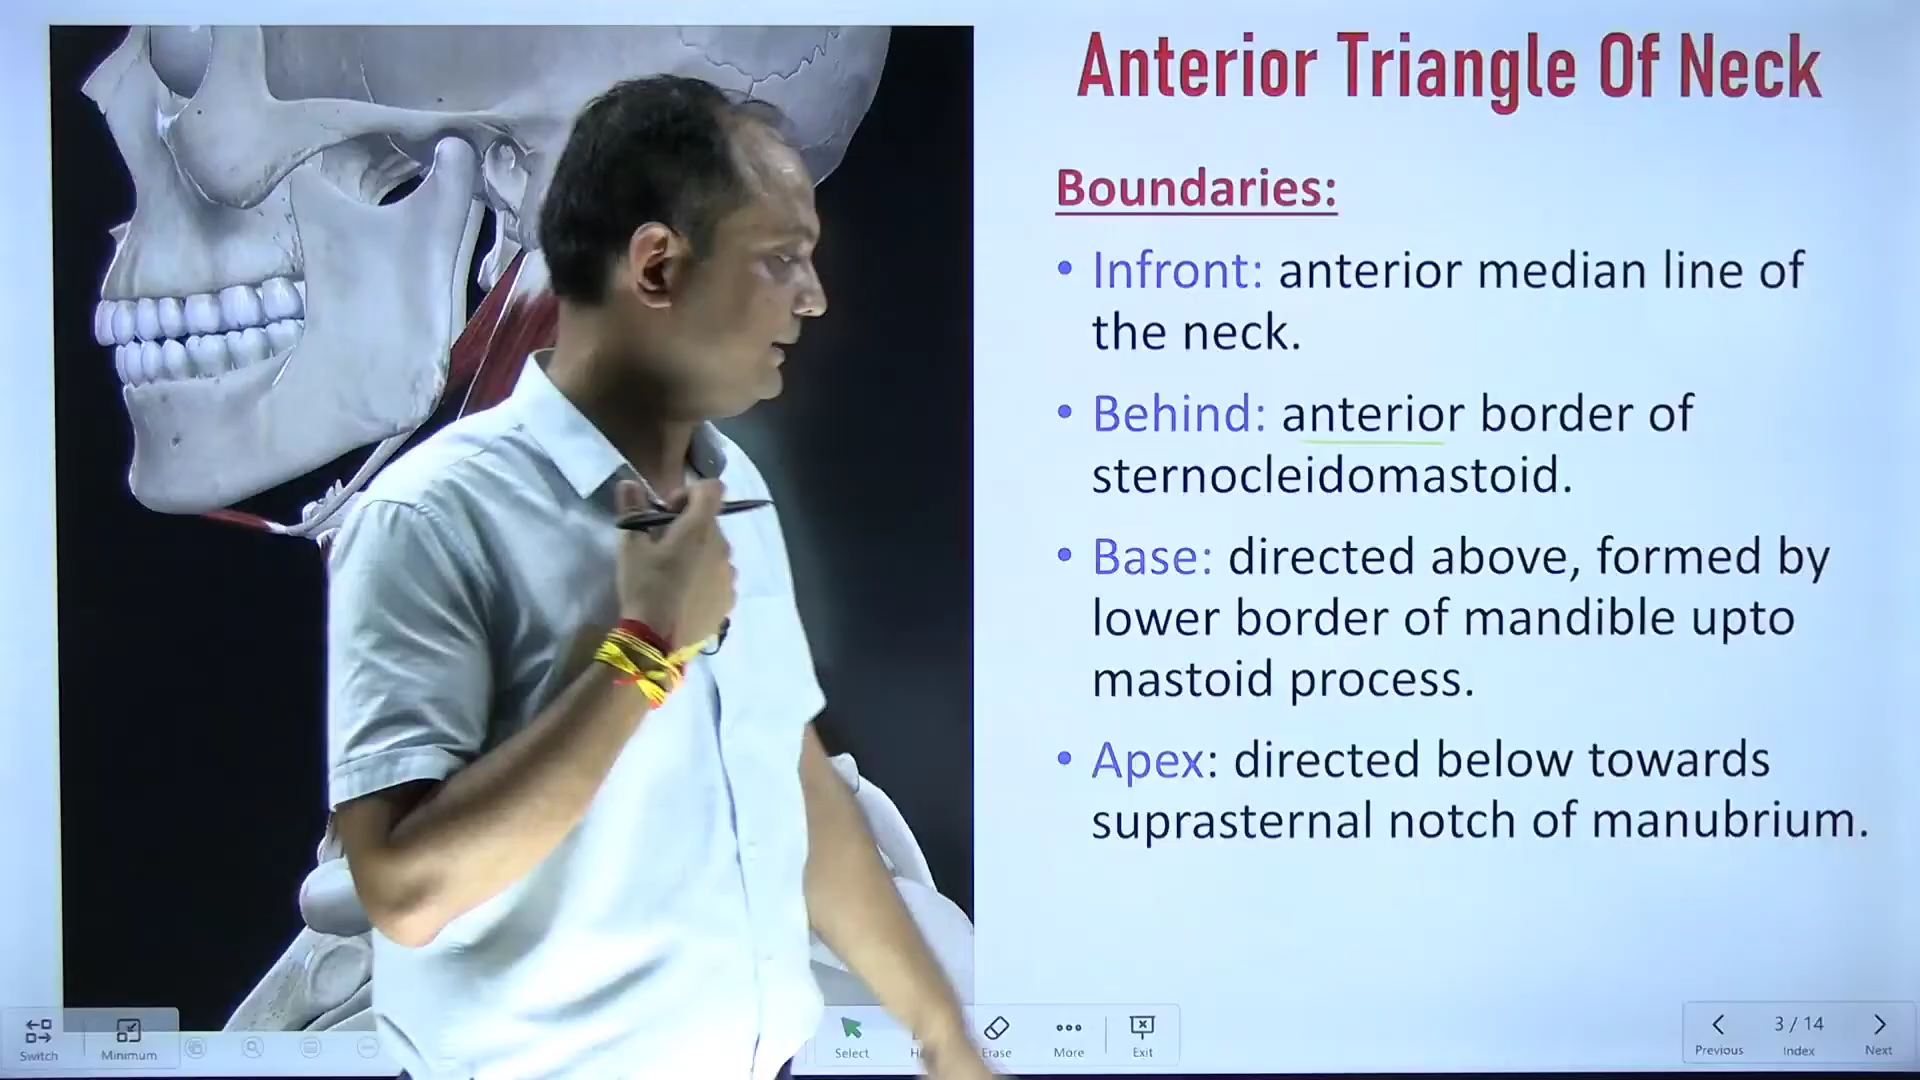 Anterior Triangle Of Neck
Boundaries:
• Infront: anterior median line of
the neck.
• Behind: anterior border of
sternocleidomastoid.
• Base: directed above, formed by
lower border of mandible upto
mastoid process.
• Apex: directed below towards
suprasternal notch of manubrium.
Switch
Minimum
Select
Erase
More
Exit
Previous
3 / 14
Index
Next